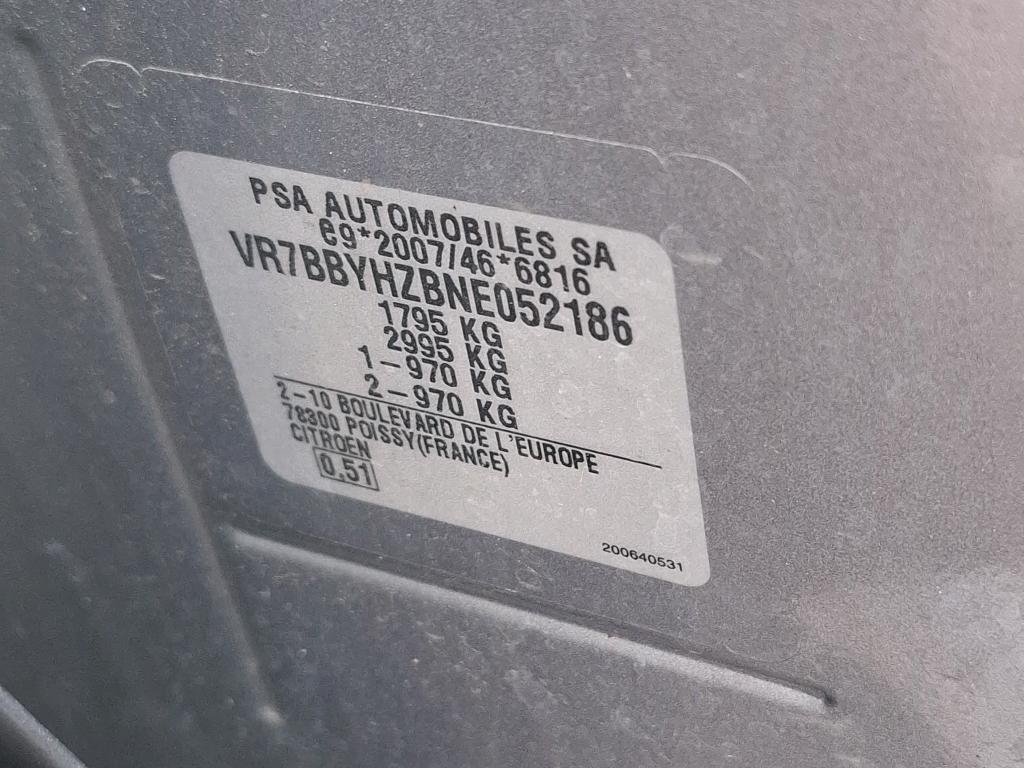 PSA AUTOMOBILES SA
e9*2007/46*6816
VR7BBYHZBNE052186
1795 KG
2995 KG
1-970 KG
2-970 KG
2-10 BOULEVARD DE L'EUROPE
78300 POISSY(FRANCE)
CITROEN
0,51
200640531